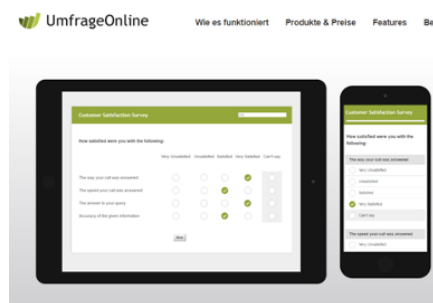 UmfrageOnline
Wie es funktioniert Produkte & Preise Features Be
Customer Satisfaction Survey
How satisfied were you with the following:
Very Unsatisfied Unsatisfied Satisfied Very Satisfied Can't say
The way your call was answered
The speed your call was answered
The answer to your query
Accuracy of the given information
Customer Satisfaction Survey
How satisfied were you with the
following:
The way your call was answered
Very Unsatisfied
Unsatisfied
Satisfied
Very Satisfied
Can't say
The speed your call was answered
Very Unsatisfied